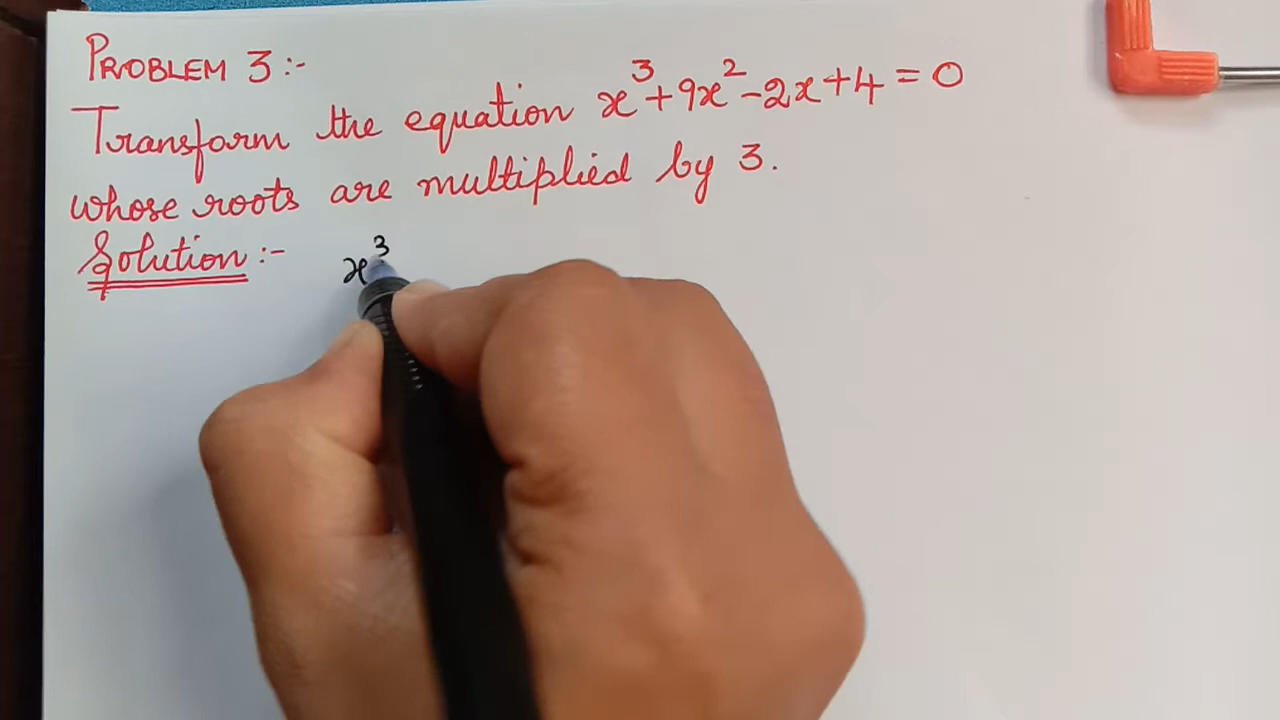 PROBLEM 3:-
Transform the equation x³+9x²-2x+4=0
whose roots are multiplied by 3.
Solution:- x³